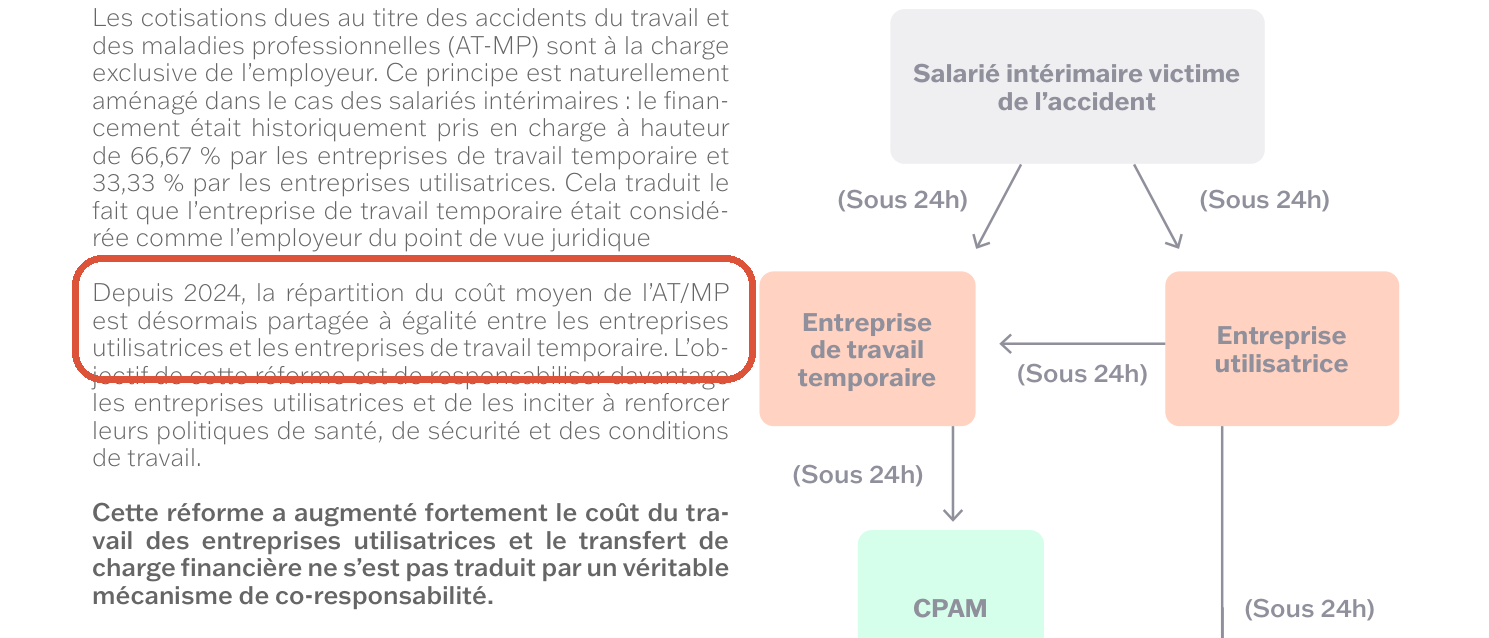 Les cotisations dues au titre des accidents du travail et
des maladies professionnelles (AT-MP) sont à la charge
exclusive de l’employeur. Ce principe est naturellement
aménagé dans le cas des salariés intérimaires : le finan-
cement était historiquement pris en charge à hauteur
de 66,67 % par les entreprises de travail temporaire et
33,33 % par les entreprises utilisatrices. Cela traduit le
fait que l’entreprise de travail temporaire était considé-
rée comme l’employeur du point de vue juridique
Depuis 2024, la répartition du coût moyen de l’AT/MP
est désormais partagée à égalité entre les entreprises
utilisatrices et les entreprises de travail temporaire. L’ob-
jectif de cette réforme est de responsabiliser davantage
les entreprises utilisatrices et de les inciter à renforcer
leurs politiques de santé, de sécurité et des conditions
de travail.
Cette réforme a augmenté fortement le coût du tra-
vail des entreprises utilisatrices et le transfert de
charge financière ne s’est pas traduit par un véritable
mécanisme de co-responsabilité.
Salarié intérimaire victime
de l’accident
(Sous 24h)
(Sous 24h)
Entreprise
de travail
temporaire
Entreprise
utilisatrice
(Sous 24h)
(Sous 24h)
CPAM
(Sous 24h)